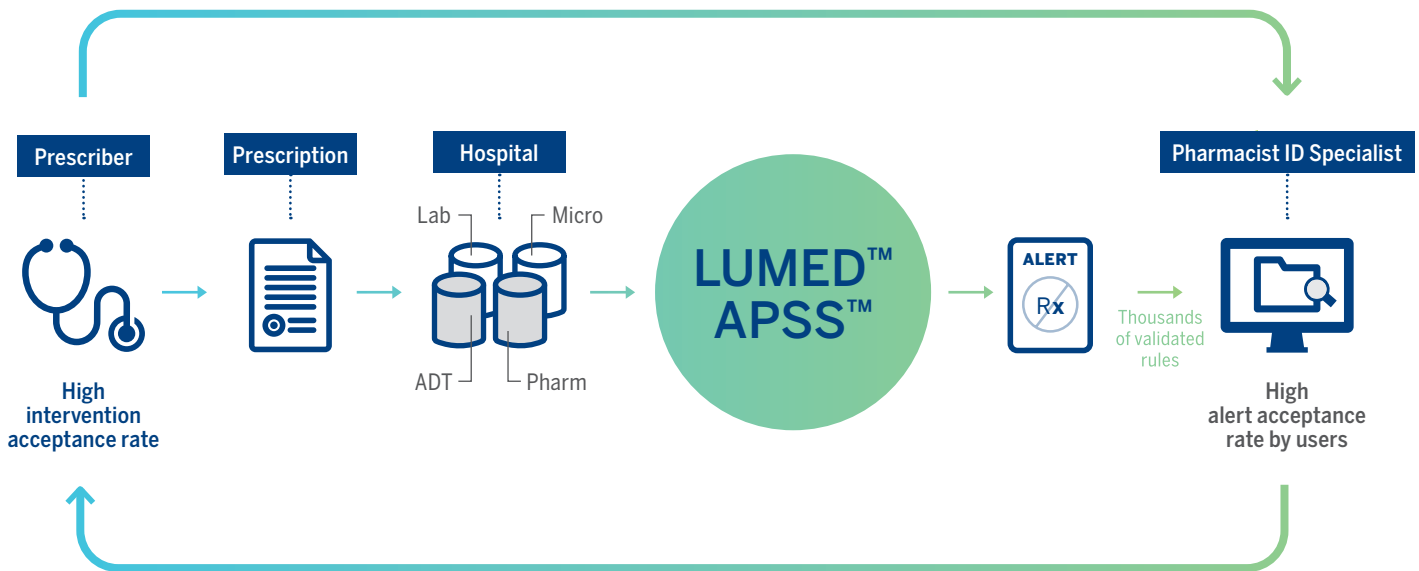 Prescriber
Prescription
Hospital
Pharmacist ID Specialist
Lab
Micro
ADT
Pharm
LUMED™
APSS™
ALERT
Rx
Thousands
of validated
rules
High
intervention
acceptance rate
High
alert acceptance
rate by users